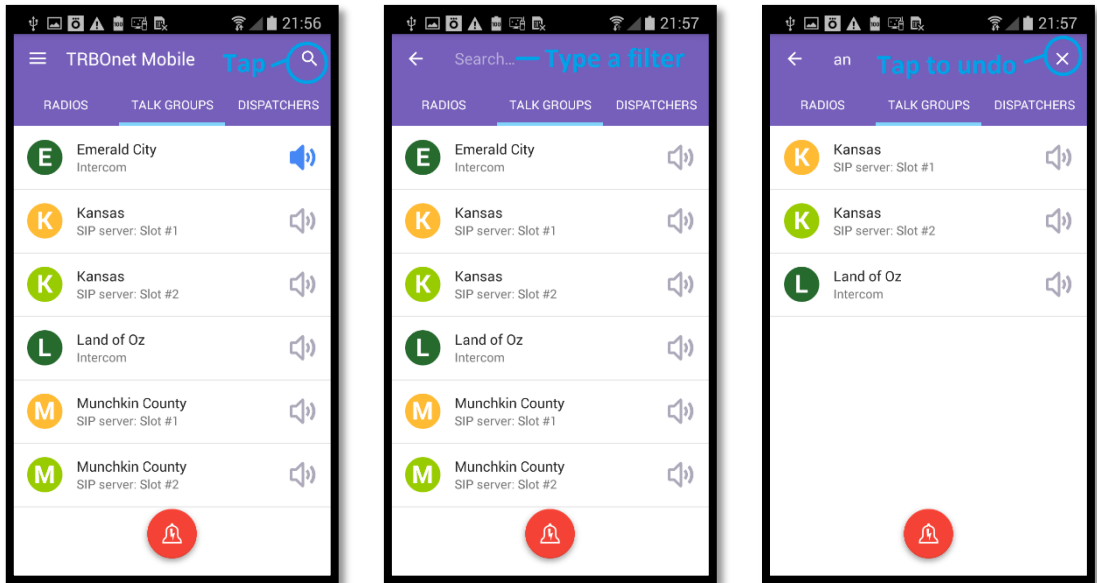 21:56
TRBOnet Mobile
Tap
RADIOS TALK GROUPS DISPATCHERS
E
Emerald City
Intercom
K
Kansas
SIP server: Slot #1
K
Kansas
SIP server: Slot #2
L
Land of Oz
Intercom
M
Munchkin County
SIP server: Slot #1
M
Munchkin County
SIP server: Slot #2
21:57
Search... Type a filter
RADIOS TALK GROUPS DISPATCHERS
E
Emerald City
Intercom
K
Kansas
SIP server: Slot #1
K
Kansas
SIP server: Slot #2
L
Land of Oz
Intercom
M
Munchkin County
SIP server: Slot #1
M
Munchkin County
SIP server: Slot #2
21:57
an Tap to undo
RADIOS TALK GROUPS DISPATCHERS
K
Kansas
SIP server: Slot #1
K
Kansas
SIP server: Slot #2
L
Land of Oz
Intercom